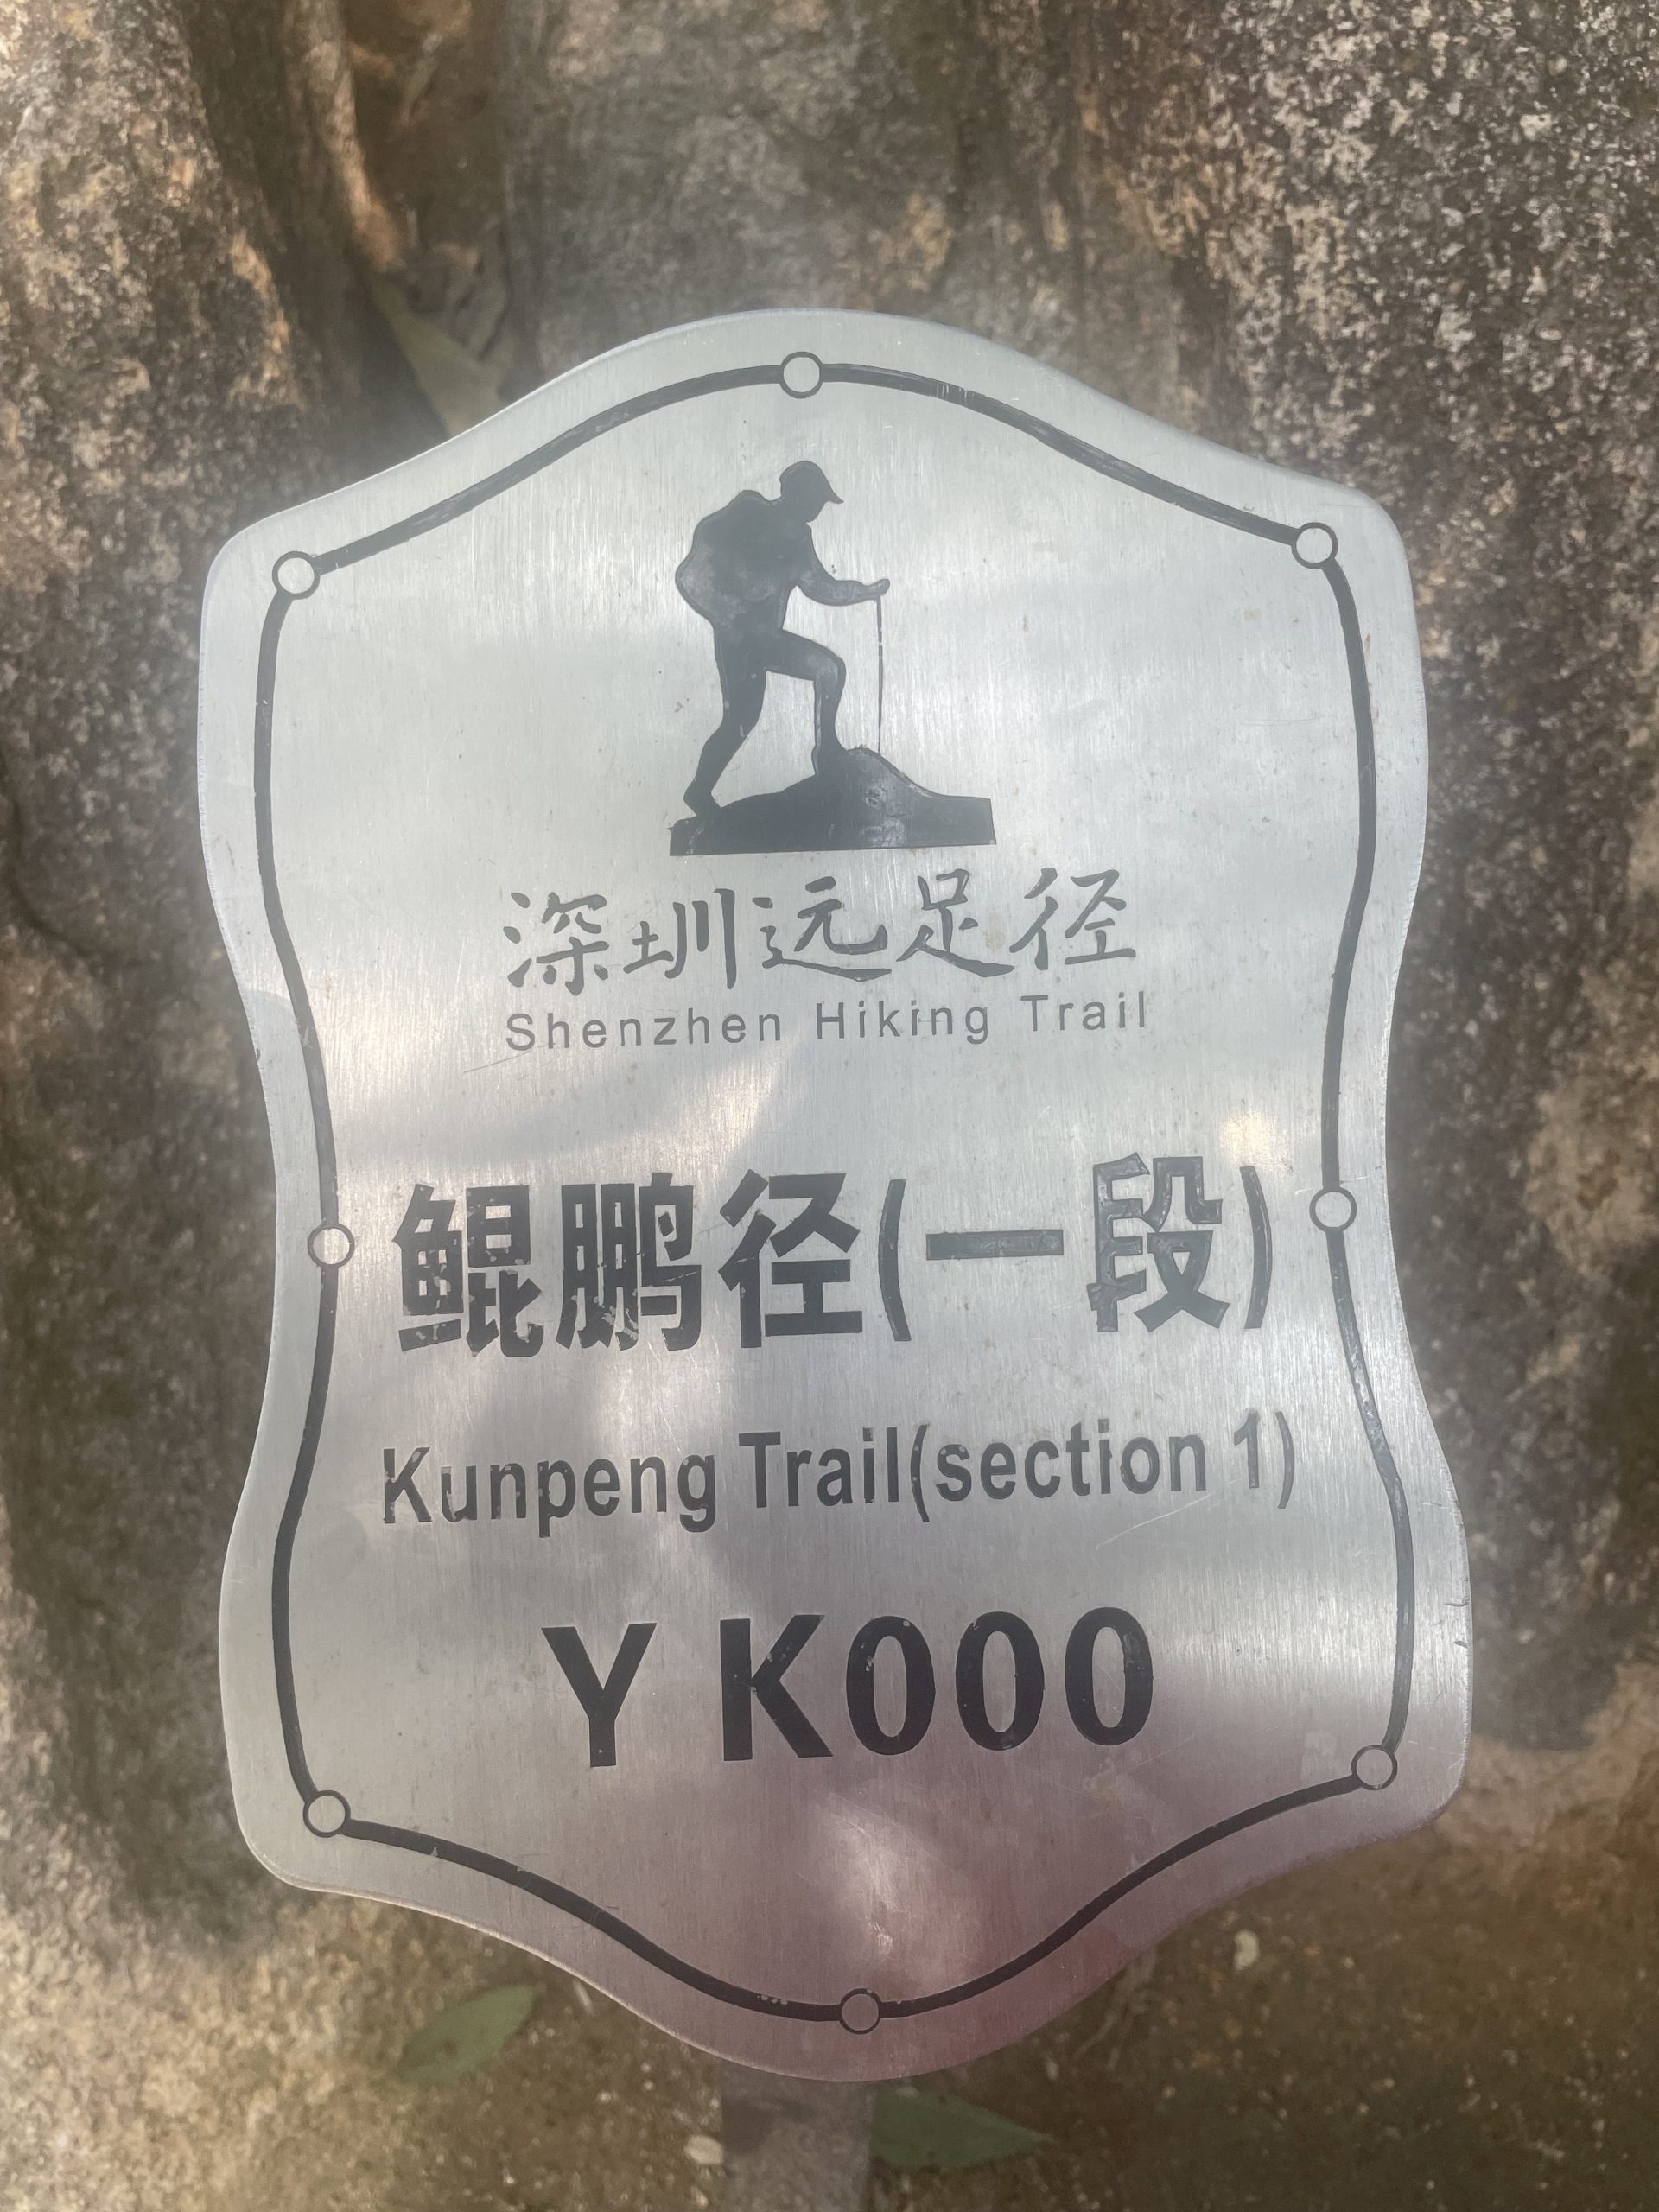 深圳远足径
Shenzhen Hiking Trail
鲲鹏径(一段)
Kunpeng Trail(section 1)
Y K000